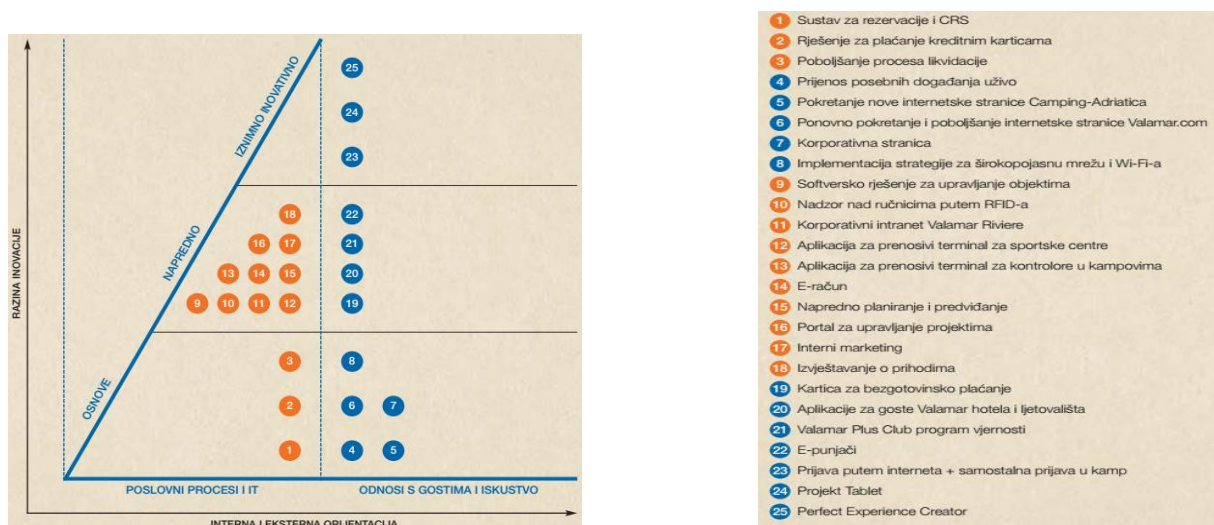 RAZINA INOVACIJE
IZNIMNO INOVATIVNO
NAPREDNO
OSNOVE
25
24
23
18 22
16 17 21
13 14 15 20
9 10 11 12 19
3 8
2 6 7
1 4 5
POSLOVNI PROCESI I IT
ODNOSI S GOSTIMA I ISKUSTVO
INTERNA I EKSTERNA ORIJENTACIJA
1 Sustav za rezervacije i CRS
2 Rješenje za plaćanje kreditnim karticama
3 Poboljšanje procesa likvidacije
4 Prijenos posebnih događanja uživo
5 Pokretanje nove internetske stranice Camping-Adriatica
6 Ponovno pokretanje i poboljšanje internetske stranice Valamar.com
7 Korporativna stranica
8 Implementacija strategije za širokopojasnu mrežu i Wi-Fi-a
9 Softversko rješenje za upravljanje objektima
10 Nadzor nad ručnicima putem RFID-a
11 Korporativni intranet Valamar Riviere
12 Aplikacija za prenosivi terminal za sportske centre
13 Aplikacija za prenosivi terminal za kontrolore u kampovima
14 E-račun
15 Napredno planiranje i predviđanje
16 Portal za upravljanje projektima
17 Interni marketing
18 Izvještavanje o prihodima
19 Kartica za bezgotovinsko plaćanje
20 Aplikacije za goste Valamar hotela i ljetovališta
21 Valamar Plus Club program vjernosti
22 E-punjači
23 Prijava putem interneta + samostalna prijava u kamp
24 Projekt Tablet
25 Perfect Experience Creator